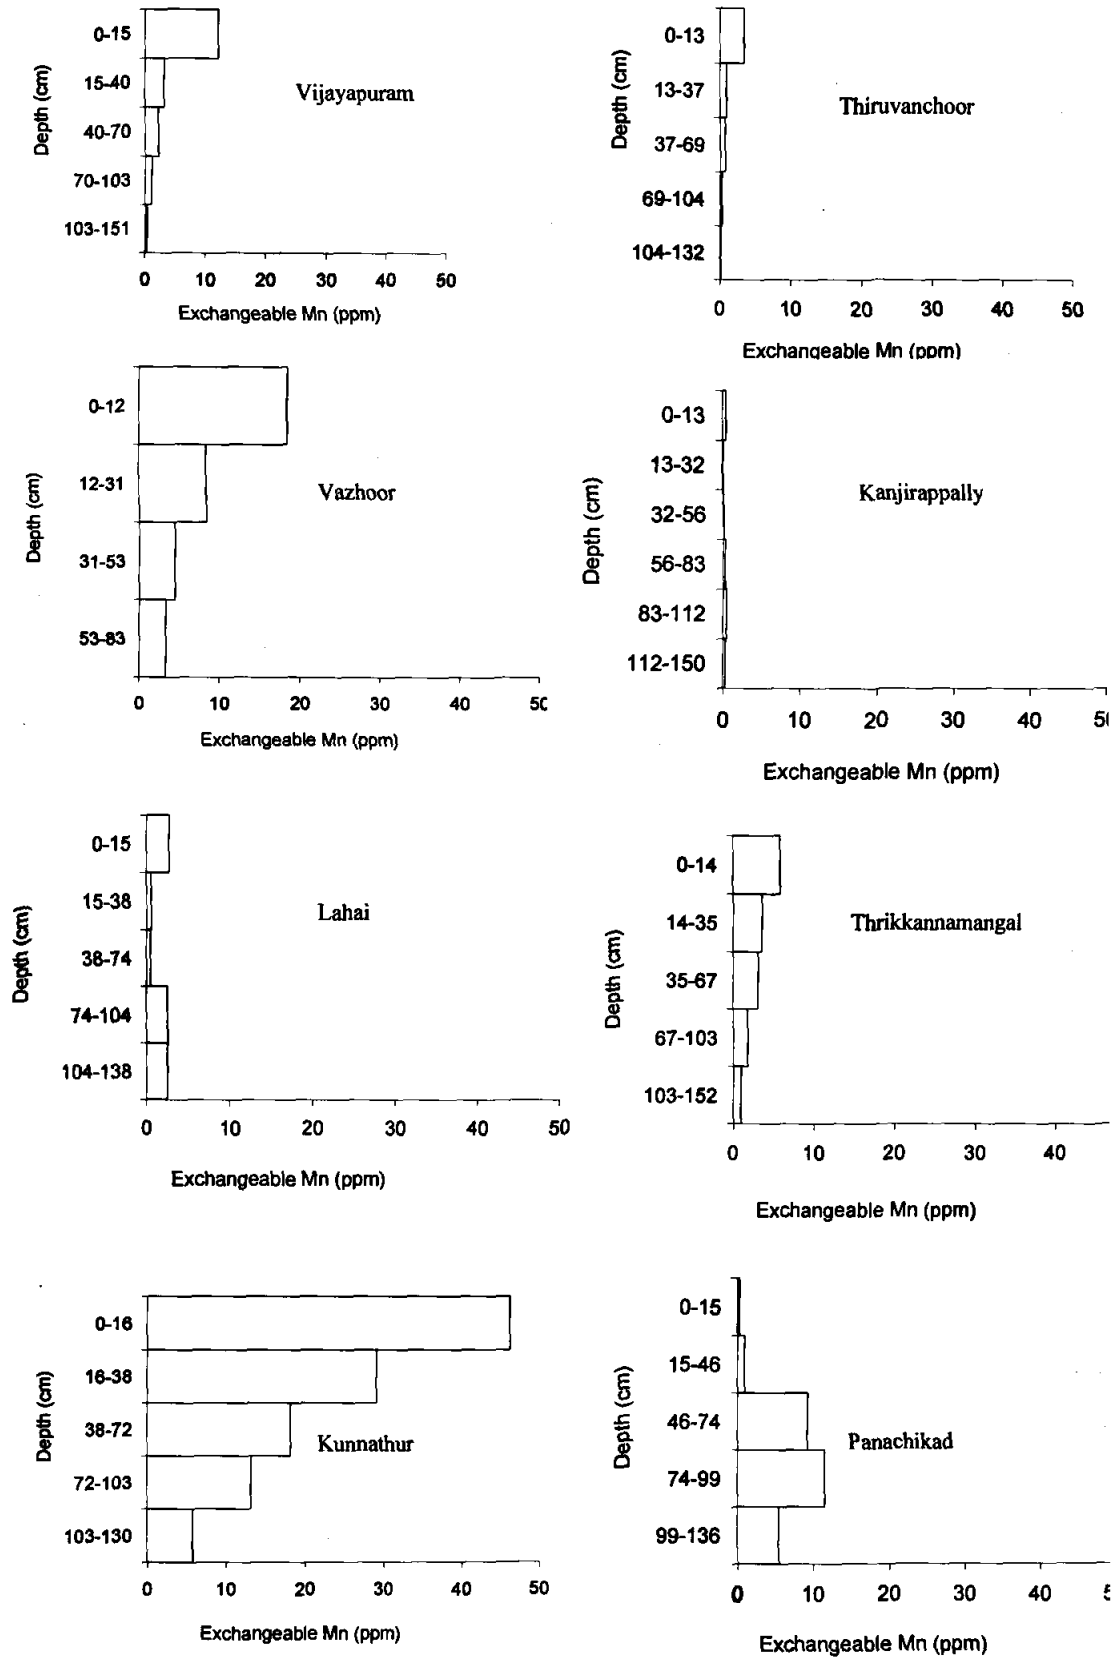 Depth (cm)
0-15
15-40
40-70
70-103
103-151
Vijayapuram
0 10 20 30 40 50
Exchangeable Mn (ppm)
Depth (cm)
0-13
13-37
37-69
69-104
104-132
Thiruvanchoor
0 10 20 30 40 50
Exchangeable Mn (ppm)
Depth (cm)
0-12
12-31
31-53
53-83
Vazhoor
0 10 20 30 40 50
Exchangeable Mn (ppm)
Depth (cm)
0-13
13-32
32-56
56-83
83-112
112-150
Kanjirappally
0 10 20 30 40 5
Exchangeable Mn (ppm)
Depth (cm)
0-15
15-38
38-74
74-104
104-138
Lahai
0 10 20 30 40 50
Exchangeable Mn (ppm)
Depth (cm)
0-14
14-35
35-67
67-103
103-152
Thrikkannamangal
0 10 20 30 40
Exchangeable Mn (ppm)
Depth (cm)
0-16
16-38
38-72
72-103
103-130
Kunnathur
0 10 20 30 40 50
Exchangeable Mn (ppm)
Depth (cm)
0-15
15-46
46-74
74-99
99-136
Panachikad
0 10 20 30 40
Exchangeable Mn (ppm)